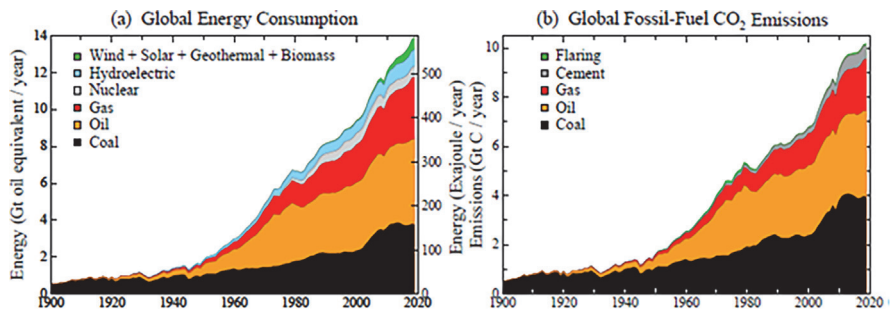 (a) Global Energy Consumption
14
12
10
8
6
4
2
0
Energy (Gt oil equivalent / year)
Wind + Solar + Geothermal + Biomass
Hydroelectric
Nuclear
Gas
Oil
Coal
500
400
300
200
100
0
Energy (Exajoule / year)
1900 1920 1940 1960 1980 2000 2020
(b) Global Fossil-Fuel CO₂ Emissions
10
8
6
4
2
0
Emissions (Gt C / year)
Flaring
Cement
Gas
Oil
Coal
1900 1920 1940 1960 1980 2000 2020